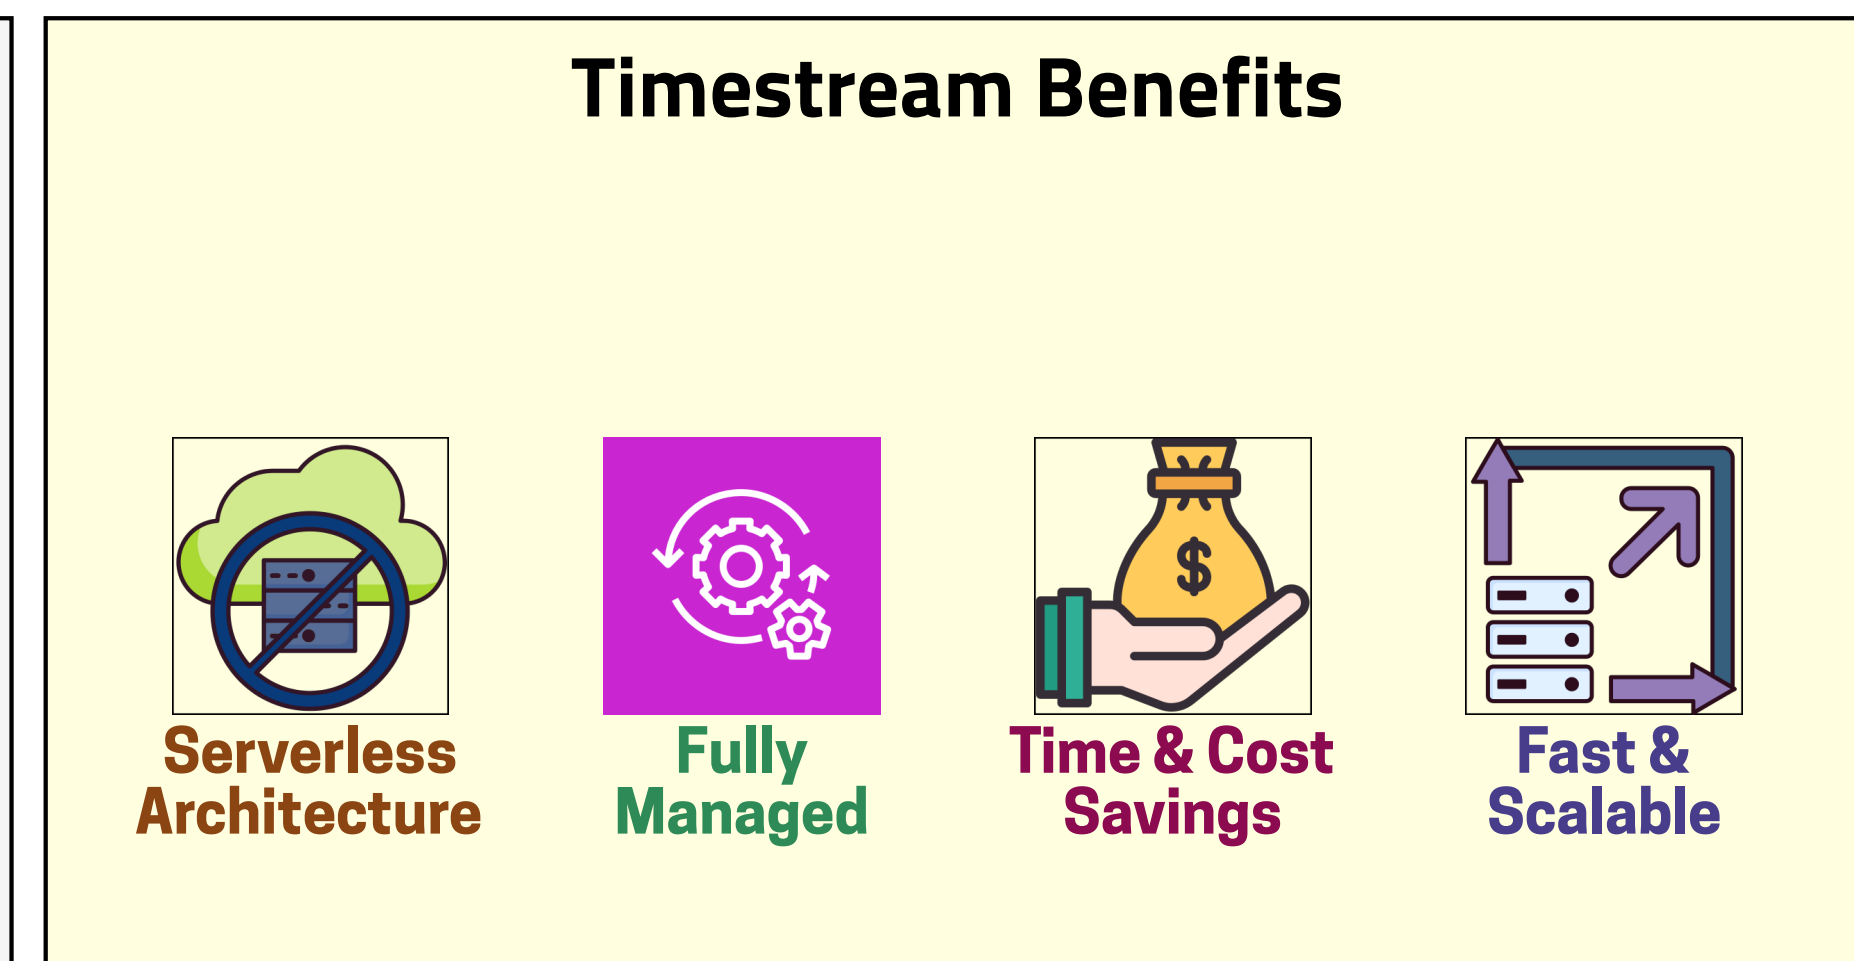 Timestream Benefits
$
Serverless
Architecture
Fully
Managed
Time & Cost
Savings
Fast &
Scalable